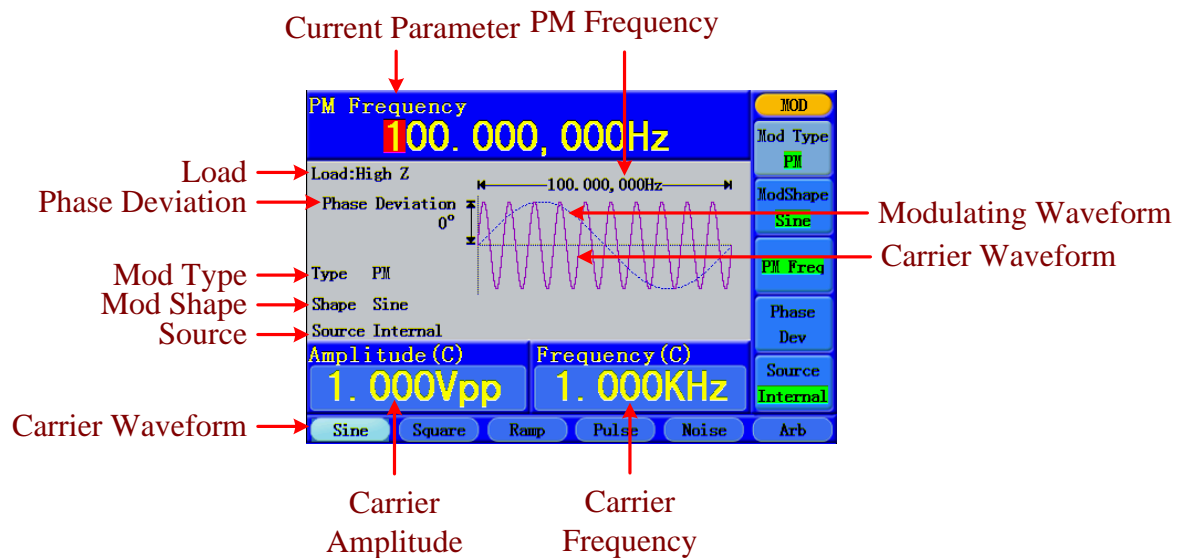 Current Parameter
PM Frequency
PM Frequency
100.000,000Hz
MOD
Mod Type
PM
Load
Load:High Z
100.000,000Hz
ModShape
Sine
Phase Deviation
Phase Deviation
0°
Modulating Waveform
Carrier Waveform
PM Freq
Mod Type
Type PM
Mod Shape
Shape Sine
Phase
Dev
Source
Source Internal
Amplitude(C)
Frequency(C)
Source
Internal
1.000Vpp
1.000KHz
Carrier Waveform
Sine
Square
Ramp
Pulse
Noise
Arb
Carrier
Amplitude
Carrier
Frequency